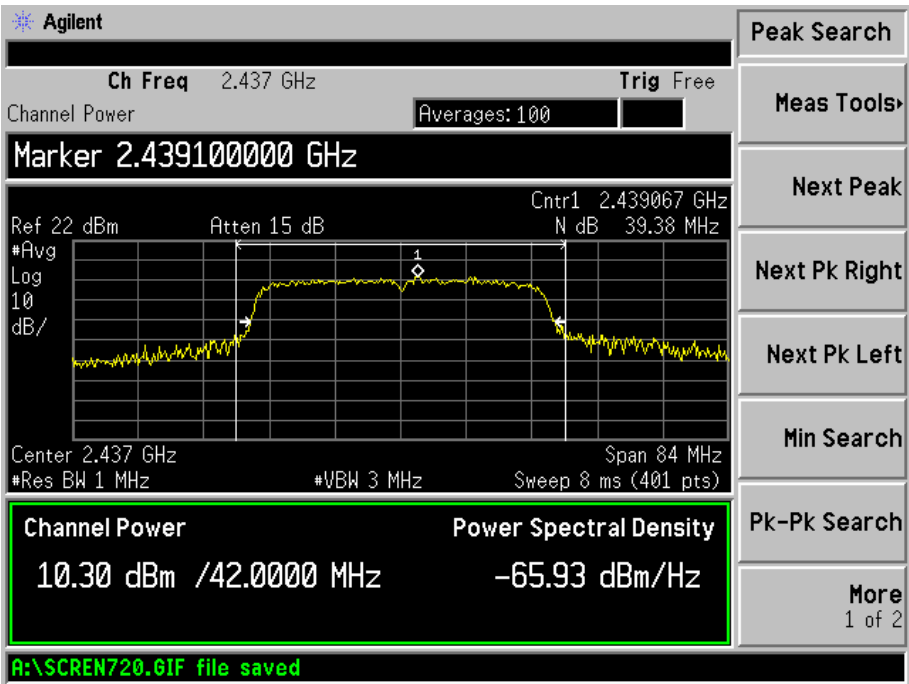 Agilent
Peak Search
Ch Freq 2.437 GHz Trig Free
Channel Power Averages: 100
Meas Tools
Marker 2.439100000 GHz
Next Peak
Cntr1 2.439067 GHz
Ref 22 dBm Atten 15 dB N dB 39.38 MHz
#Avg
Log
10
dB/
1
Next Pk Right
Next Pk Left
Center 2.437 GHz Span 84 MHz
#Res BW 1 MHz #VBW 3 MHz Sweep 8 ms (401 pts)
Min Search
Channel Power Power Spectral Density
10.30 dBm /42.0000 MHz -65.93 dBm/Hz
Pk-Pk Search
More
1 of 2
A:\SCREN720.GIF file saved